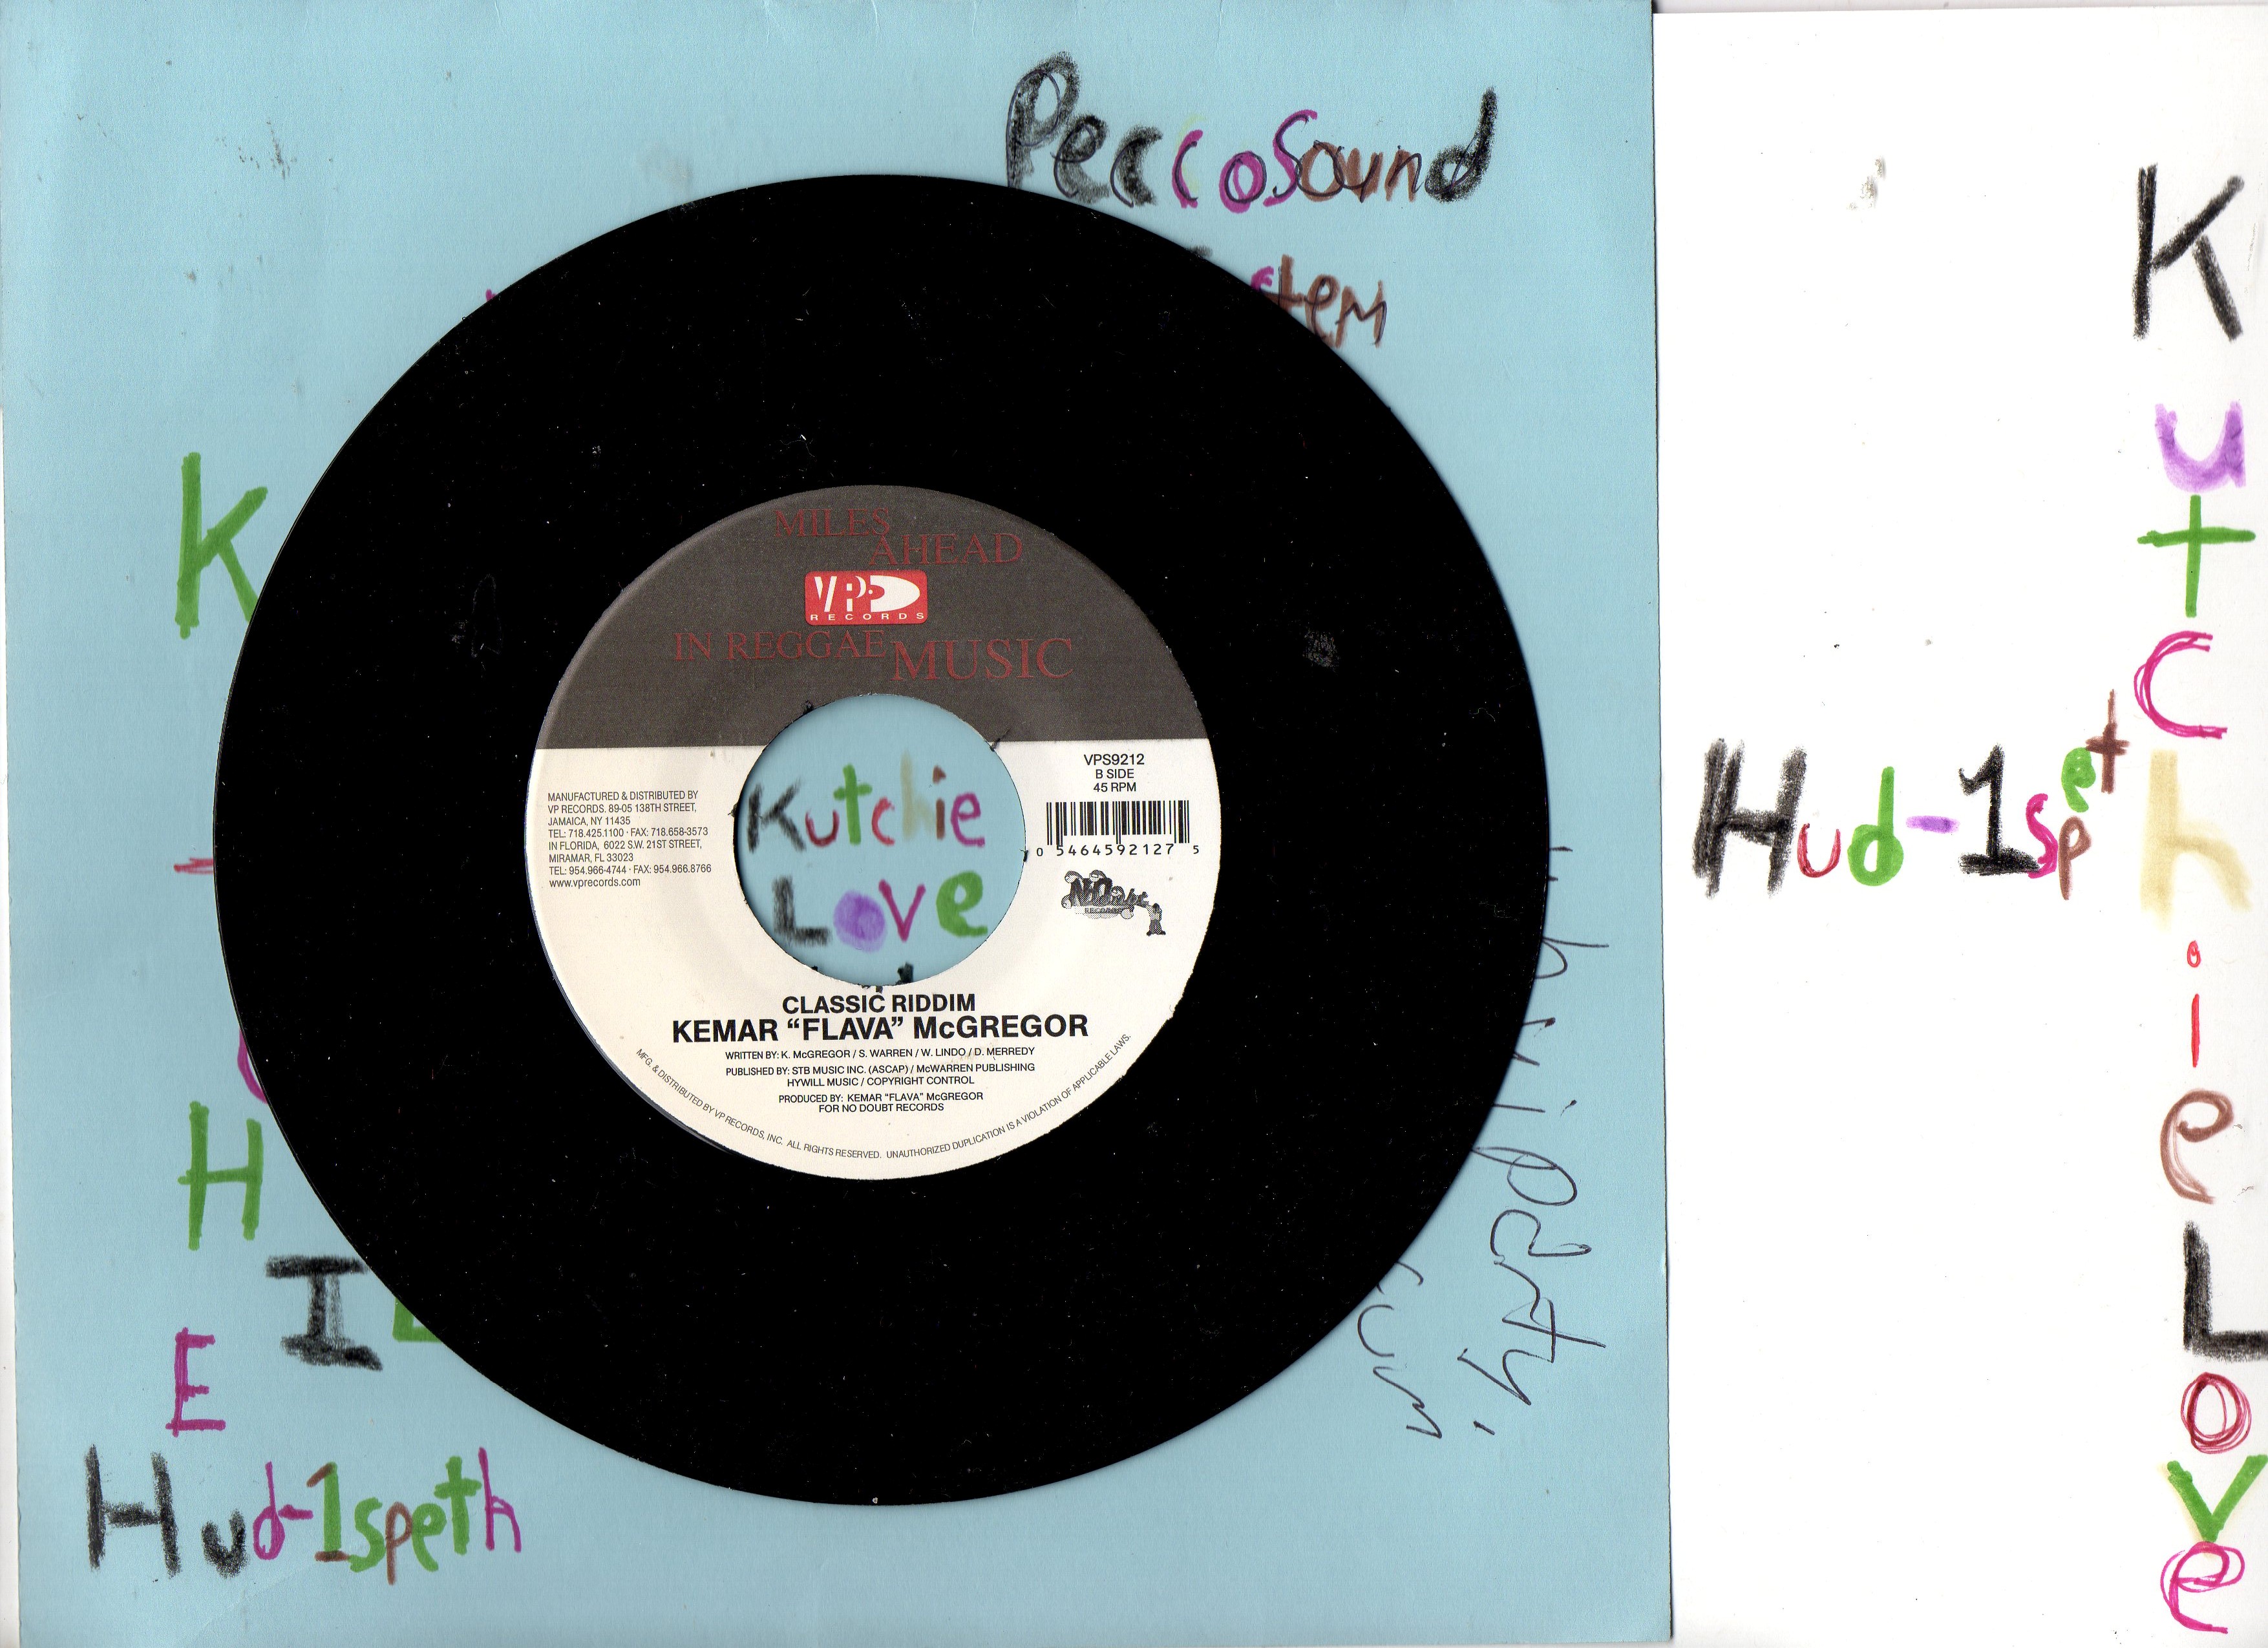 PeccoSound
stem
MILES
AHEAD
VP
RECORDS
IN REGGAE MUSIC
VPS9212
B SIDE
45 RPM
MANUFACTURED & DISTRIBUTED BY
VP RECORDS. 89-05 138TH STREET,
JAMAICA, NY 11435
TEL: 718.425.1100 · FAX: 718.658-3573
IN FLORIDA, 6022 S.W. 21ST STREET,
MIRAMAR, FL 33023
TEL: 954.966-4744 · FAX: 954.966.8766
www.vprecords.com
0 54645 92127 5
Kutchie
Love
CLASSIC RIDDIM
KEMAR “FLAVA” McGREGOR
WRITTEN BY: K. McGREGOR / S. WARREN / W. LINDO / D. MERREDY
PUBLISHED BY: STB MUSIC INC. (ASCAP) / McWARREN PUBLISHING
HYWILL MUSIC / COPYRIGHT CONTROL
PRODUCED BY: KEMAR “FLAVA” McGREGOR
FOR NO DOUBT RECORDS
MFG. & DISTRIBUTED BY VP RECORDS, INC. ALL RIGHTS RESERVED. UNAUTHORIZED DUPLICATION IS A VIOLATION OF APPLICABLE LAWS.
K
H
I
E
Hud-1speth
Hud-1spet
Kutchie Love